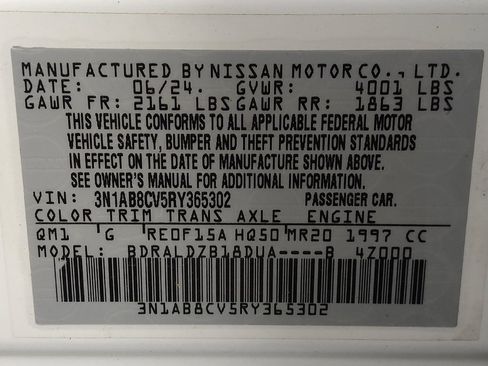 MANUFACTURED BY NISSAN MOTOR CO., LTD.
DATE: 06/24. GVWR: 4001 LBS
GAWR FR: 2161 LBS GAWR RR: 1863 LBS
THIS VEHICLE CONFORMS TO ALL APPLICABLE FEDERAL MOTOR
VEHICLE SAFETY, BUMPER AND THEFT PREVENTION STANDARDS
IN EFFECT ON THE DATE OF MANUFACTURE SHOWN ABOVE.
SEE OWNER'S MANUAL FOR ADDITIONAL INFORMATION.
VIN: 3N1AB8CV5RY365302 PASSENGER CAR.
COLOR TRIM TRANS AXLE ENGINE
QM1 G RE0F15A HQ50 MR20 1997 CC
MODEL: BDRALDZB18DUA----B 4Z000
3N1AB8CV5RY365302